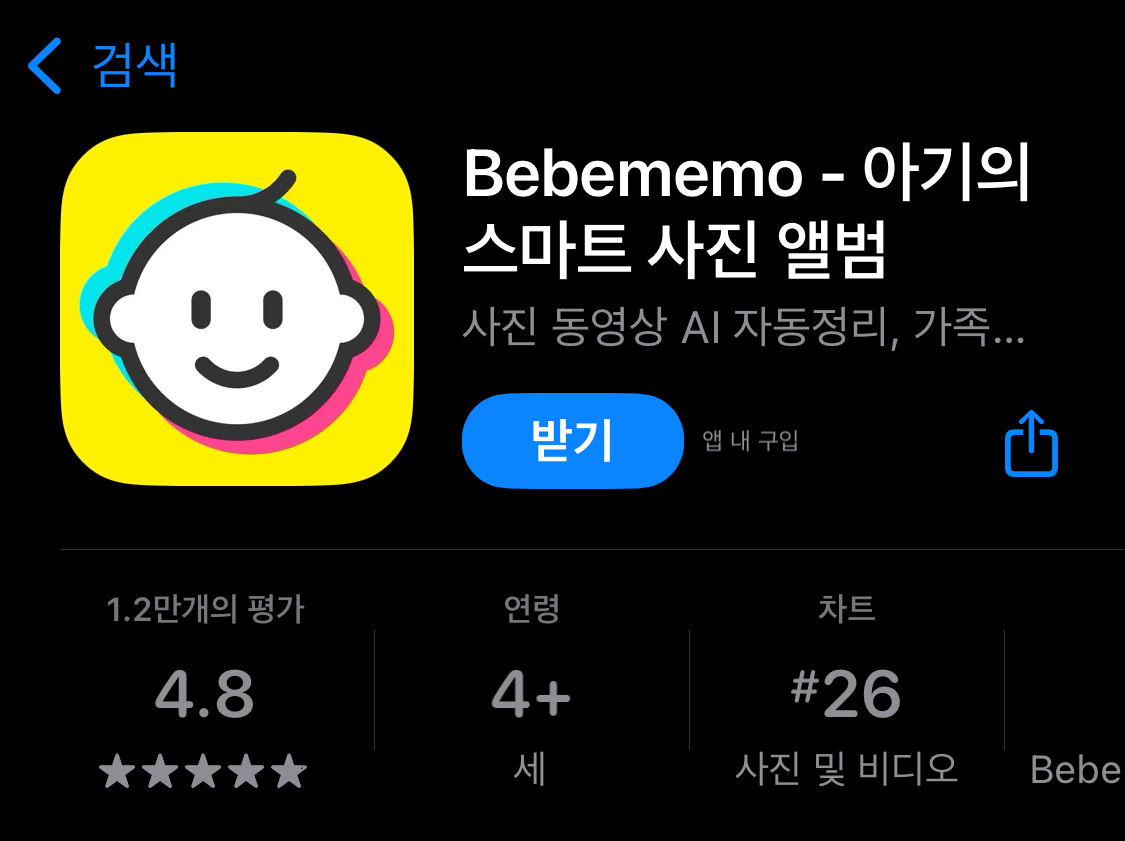 검색
Bebememo - 아기의
스마트 사진 앨범
사진 동영상 AI 자동정리, 가족...
받기
앱 내 구입
1.2만개의 평가
연령
차트
4.8
4+
#26
세
사진 및 비디오
Bebe